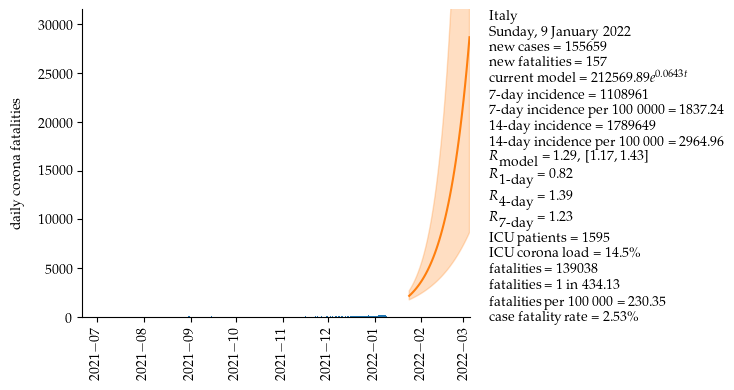 30000
25000
20000
15000
10000
5000
0
daily corona fatalities
2021−07
2021−08
2021−09
2021−10
2021−11
2021−12
2022−01
2022−02
2022−03
Italy
Sunday, 9 January 2022
new cases = 155659
new fatalities = 157
current model = 212569.89e^0.0643t
7-day incidence = 1108961
7-day incidence per 100 0000 = 1837.24
14-day incidence = 1789649
14-day incidence per 100 000 = 2964.96
R_model = 1.29, [1.17, 1.43]
R_1-day = 0.82
R_4-day = 1.39
R_7-day = 1.23
ICU patients = 1595
ICU corona load = 14.5%
fatalities = 139038
fatalities = 1 in 434.13
fatalities per 100 000 = 230.35
case fatality rate = 2.53%